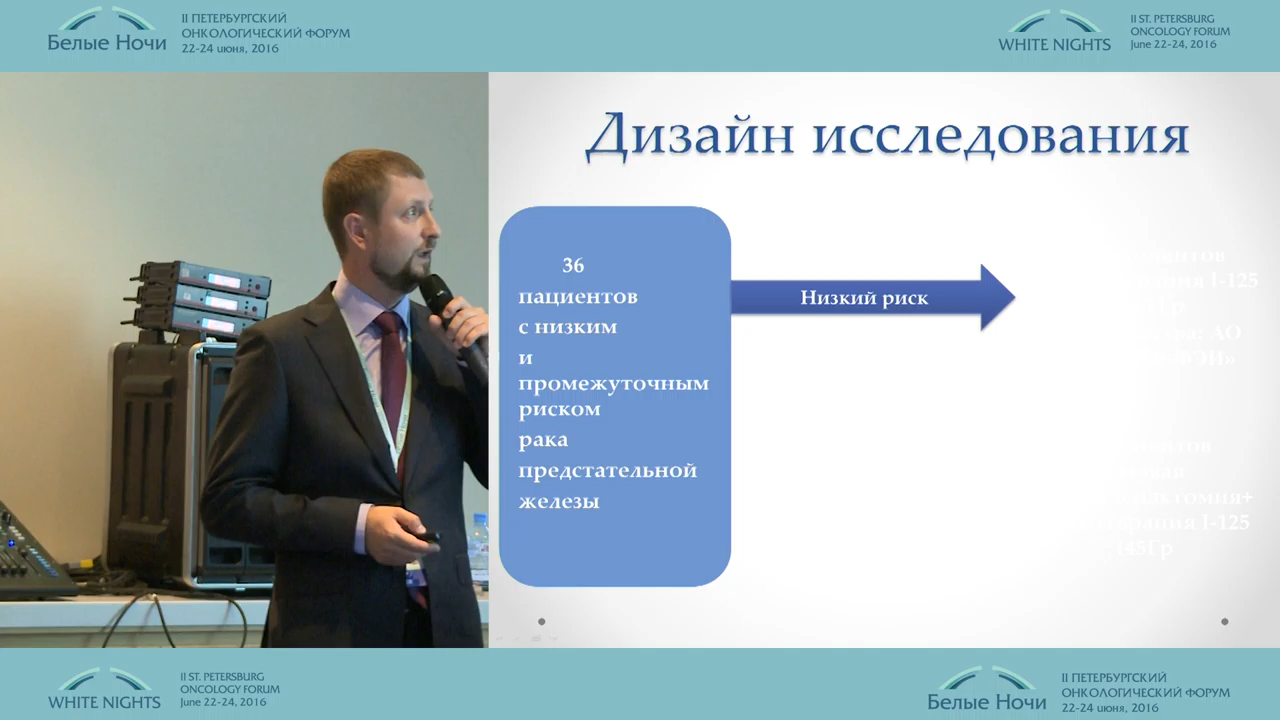 Белые Ночи
II ПЕТЕРБУРГСКИЙ
ОНКОЛОГИЧЕСКИЙ ФОРУМ
22-24 июня, 2016
WHITE NIGHTS
II ST. PETERSBURG
ONCOLOGY FORUM
June 22-24, 2016
Дизайн исследования
36
пациентов
с низким
и
промежуточным
риском
рака
предстательной
железы
Низкий риск
I-125
АО
I-125
145Гр
WHITE NIGHTS
II ST. PETERSBURG
ONCOLOGY FORUM
June 22-24, 2016
Белые Ночи
II ПЕТЕРБУРГСКИЙ
ОНКОЛОГИЧЕСКИЙ ФОРУМ
22-24 июня, 2016